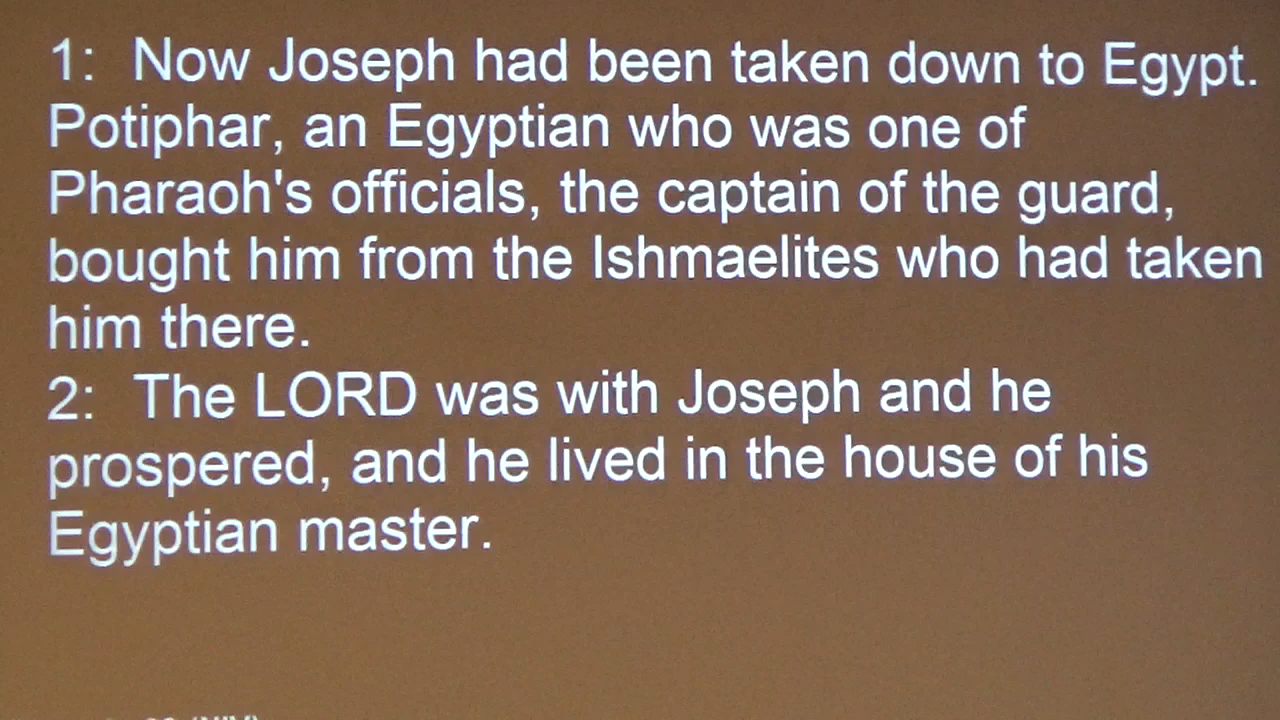 1: Now Joseph had been taken down to Egypt.
Potiphar, an Egyptian who was one of
Pharaoh's officials, the captain of the guard,
bought him from the Ishmaelites who had taken
him there.
2: The LORD was with Joseph and he
prospered, and he lived in the house of his
Egyptian master.